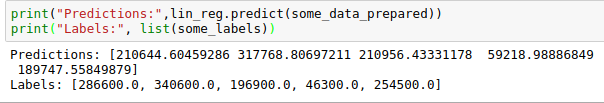 print("Predictions:",lin_reg.predict(some_data_prepared))
print("Labels:", list(some_labels))
Predictions: [210644.60459286 317768.80697211 210956.43331178  59218.98886849
 189747.55849879]
Labels: [286600.0, 340600.0, 196900.0, 46300.0, 254500.0]